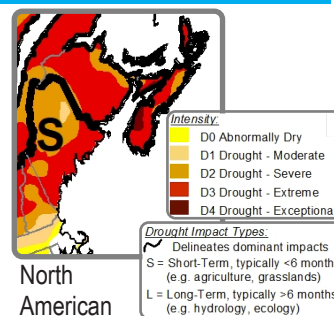 S
Intensity:
D0 Abnormally Dry
D1 Drought - Moderate
D2 Drought - Severe
D3 Drought - Extreme
D4 Drought - Exceptiona
Drought Impact Types:
Delineates dominant impacts
S = Short-Term, typically <6 month
(e.g. agriculture, grasslands)
L = Long-Term, typically >6 months
(e.g. hydrology, ecology)
North
American